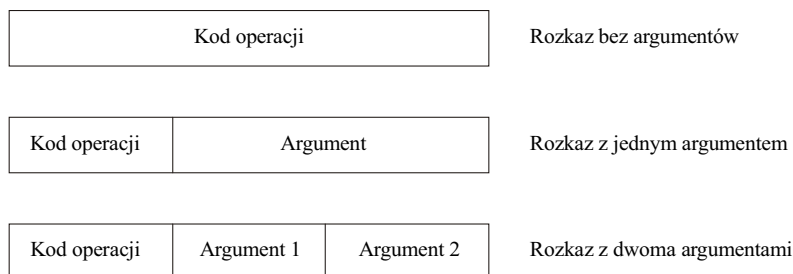 Kod operacji Rozkaz bez argumentów
Kod operacji Argument Rozkaz z jednym argumentem
Kod operacji Argument 1 Argument 2 Rozkaz z dwoma argumentami